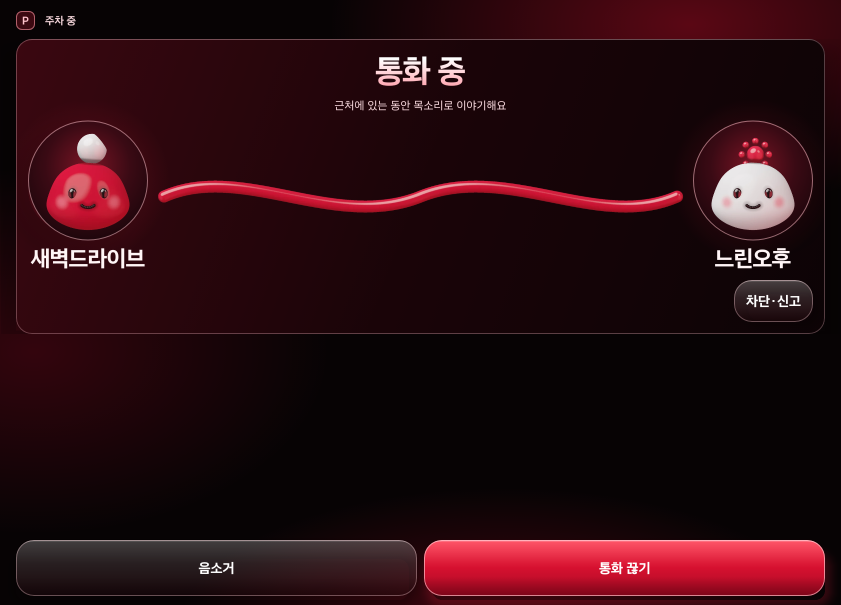 P 주차 중
통화 중
근처에 있는 동안 목소리로 이야기해요
새벽드라이브
느린오후
차단·신고
음소거
통화 끊기